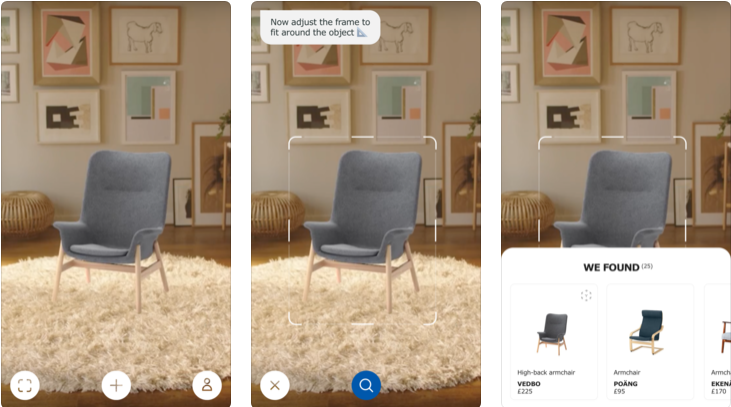 Now adjust the frame to
fit around the object 📐
WE FOUND (25)
High-back armchair
VEDBO
£225
Armchair
POÄNG
£95
Armch
EKENÄ
£170